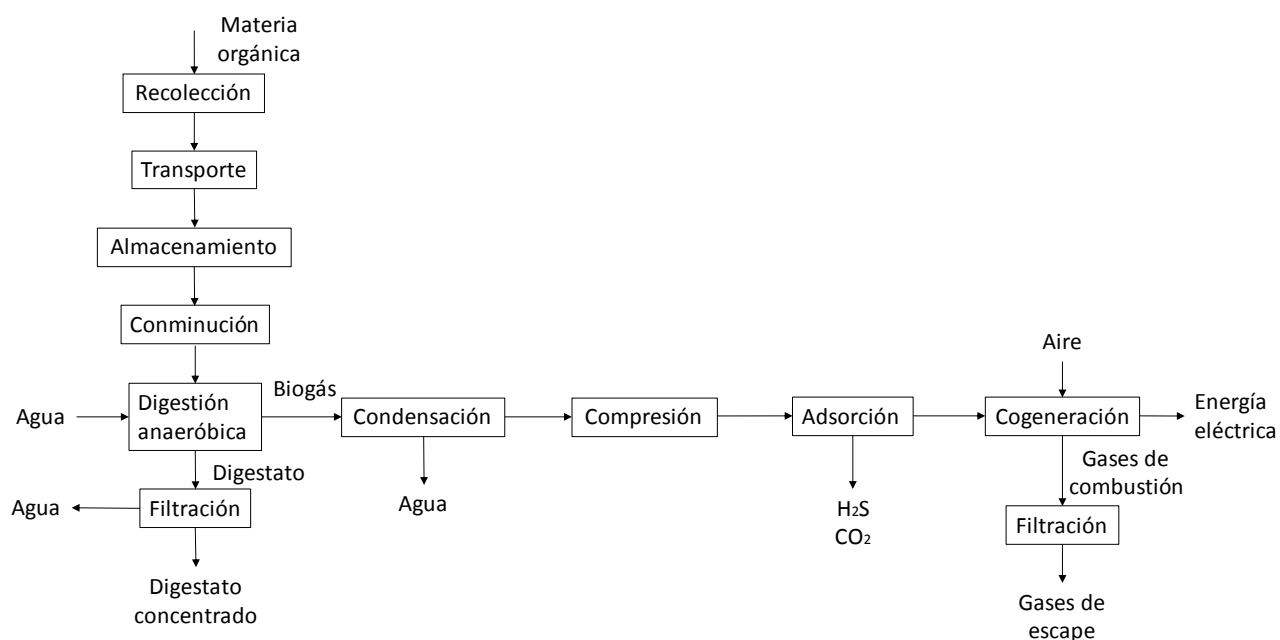 Materia
orgánica
Recolección
Transporte
Almacenamiento
Conminución
Aire
Agua
Digestión
anaeróbica
Biogás
Condensación
Compresión
Adsorción
Cogeneración
Energía
eléctrica
Digestato
Gases de
combustión
Agua
Filtración
Agua
H2S
CO2
Filtración
Digestato
concentrado
Gases de
escape